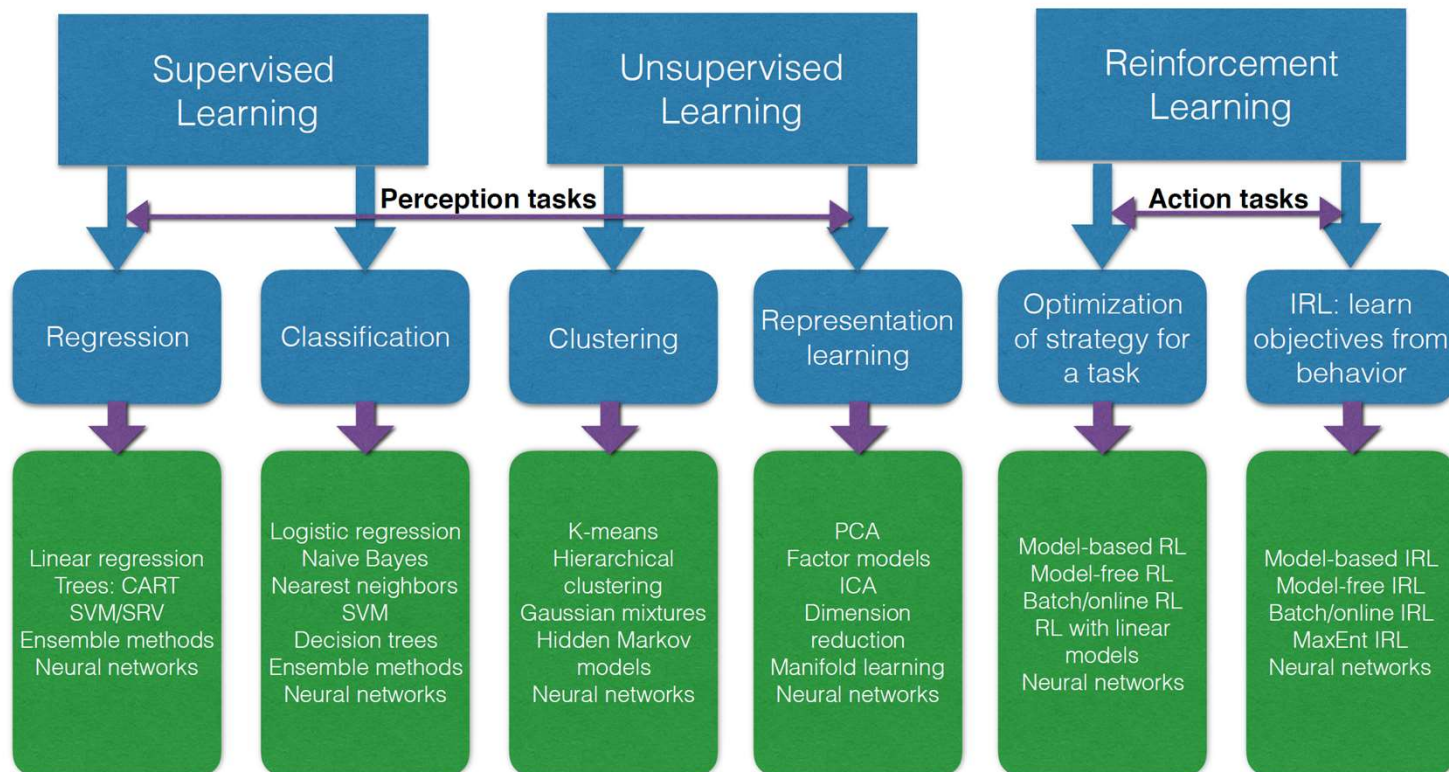 Supervised
Learning
Unsupervised
Learning
Reinforcement
Learning
Perception tasks
Action tasks
Regression
Classification
Clustering
Representation
learning
Optimization
of strategy for
a task
IRL: learn
objectives from
behavior
Linear regression
Trees: CART
SVM/SRV
Ensemble methods
Neural networks
Logistic regression
Naive Bayes
Nearest neighbors
SVM
Decision trees
Ensemble methods
Neural networks
K-means
Hierarchical
clustering
Gaussian mixtures
Hidden Markov
models
Neural networks
PCA
Factor models
ICA
Dimension
reduction
Manifold learning
Neural networks
Model-based RL
Model-free RL
Batch/online RL
RL with linear
models
Neural networks
Model-based IRL
Model-free IRL
Batch/online IRL
MaxEnt IRL
Neural networks